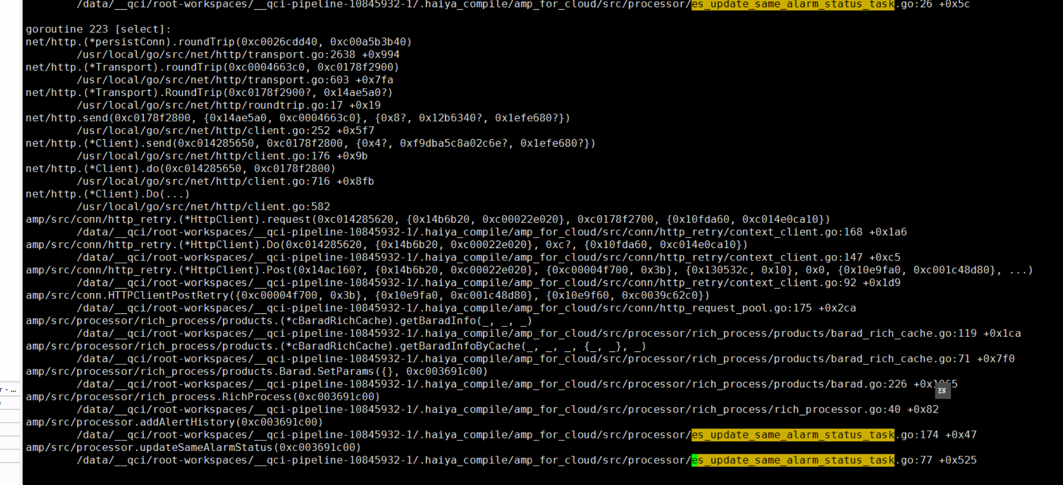 /data/__qci/root-workspaces/__qci-pipeline-10845932-1/.haiya_compile/amp_for_cloud/src/processor/es_update_same_alarm_status_task.go:26 +0x5c
goroutine 223 [select]:
net/http.(*persistConn).roundTrip(0xc0026cdd40, 0xc00a5b3b40)
/usr/local/go/src/net/http/transport.go:2638 +0x994
net/http.(*Transport).roundTrip(0xc0004663c0, 0xc0178f2900)
/usr/local/go/src/net/http/transport.go:603 +0x7fa
net/http.(*Transport).RoundTrip(0xc0178f2900?, 0x14ae5a0?)
/usr/local/go/src/net/http/roundtrip.go:17 +0x19
net/http.send(0xc0178f2800, {0x14ae5a0, 0xc0004663c0}, {0x8?, 0x12b6340?, 0x1efe680?})
/usr/local/go/src/net/http/client.go:252 +0x5f7
net/http.(*Client).send(0xc014285650, 0xc0178f2800, {0x4?, 0xf9dba5c8a02c6e?, 0x1efe680?})
/usr/local/go/src/net/http/client.go:176 +0x9b
net/http.(*Client).do(0xc014285650, 0xc0178f2800)
/usr/local/go/src/net/http/client.go:716 +0x8fb
net/http.(*Client).Do(...)
/usr/local/go/src/net/http/client.go:582
amp/src/conn/http_retry.(*HttpClient).request(0xc014285620, {0x14b6b20, 0xc00022e020}, 0xc0178f2700, {0x10fda60, 0xc014e0ca10})
/data/__qci/root-workspaces/__qci-pipeline-10845932-1/.haiya_compile/amp_for_cloud/src/conn/http_retry/context_client.go:168 +0x1a6
amp/src/conn/http_retry.(*HttpClient).Do(0xc014285620, {0x14b6b20, 0xc00022e020}, 0xc?, {0x10fda60, 0xc014e0ca10})
/data/__qci/root-workspaces/__qci-pipeline-10845932-1/.haiya_compile/amp_for_cloud/src/conn/http_retry/context_client.go:147 +0xc5
amp/src/conn/http_retry.(*HttpClient).Post(0x14ac160?, {0x14b6b20, 0xc00022e020}, {0xc00004f700, 0x3b}, {0x130532c, 0x10}, 0x0, {0x10e9fa0, 0xc001c48d80}, ...)
/data/__qci/root-workspaces/__qci-pipeline-10845932-1/.haiya_compile/amp_for_cloud/src/conn/http_retry/context_client.go:92 +0x1d9
amp/src/conn.HTTPClientPostRetry({0xc00004f700, 0x3b}, {0x10e9fa0, 0xc001c48d80}, {0x10e9f60, 0xc0039c62c0})
/data/__qci/root-workspaces/__qci-pipeline-10845932-1/.haiya_compile/amp_for_cloud/src/conn/http_request_pool.go:175 +0x2ca
amp/src/processor/rich_process/products.(*cBaradRichCache).getBaradInfo(_, _, _)
/data/__qci/root-workspaces/__qci-pipeline-10845932-1/.haiya_compile/amp_for_cloud/src/processor/rich_process/products/barad_rich_cache.go:119 +0x1ca
amp/src/processor/rich_process/products.(*cBaradRichCache).getBaradInfoByCache(_, _, _, {_, _}, _)
/data/__qci/root-workspaces/__qci-pipeline-10845932-1/.haiya_compile/amp_for_cloud/src/processor/rich_process/products/barad_rich_cache.go:71 +0x7f0
amp/src/processor/rich_process/products.Barad.SetParams({}, 0xc003691c00)
/data/__qci/root-workspaces/__qci-pipeline-10845932-1/.haiya_compile/amp_for_cloud/src/processor/rich_process/products/barad.go:226
amp/src/processor/rich_process.RichProcess(0xc003691c00)
/data/__qci/root-workspaces/__qci-pipeline-10845932-1/.haiya_compile/amp_for_cloud/src/processor/rich_process/rich_processor.go:40 +0x82
amp/src/processor.addAlertHistory(0xc003691c00)
/data/__qci/root-workspaces/__qci-pipeline-10845932-1/.haiya_compile/amp_for_cloud/src/processor/es_update_same_alarm_status_task.go:174 +0x47
amp/src/processor.updateSameAlarmStatus(0xc003691c00)
/data/__qci/root-workspaces/__qci-pipeline-10845932-1/.haiya_compile/amp_for_cloud/src/processor/es_update_same_alarm_status_task.go:77 +0x525